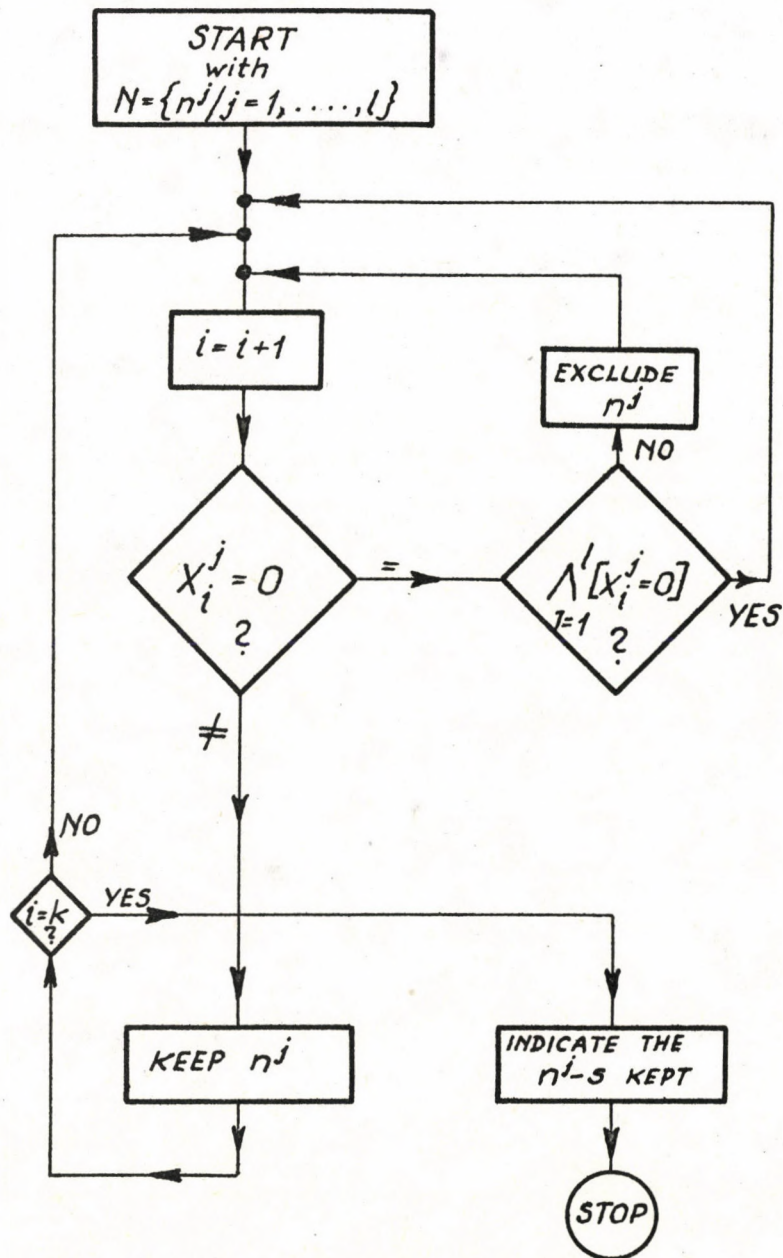 START
with
N={n^j/j=1,....,l}
i=i+1
EXCLUDE
n^j
NO
x_i^j=0
?
=
l
Λ[x_i^j=0]
J=1 ?
YES
≠
NO
i=k
?
YES
KEEP n^j
INDICATE THE
n^j-s KEPT
STOP